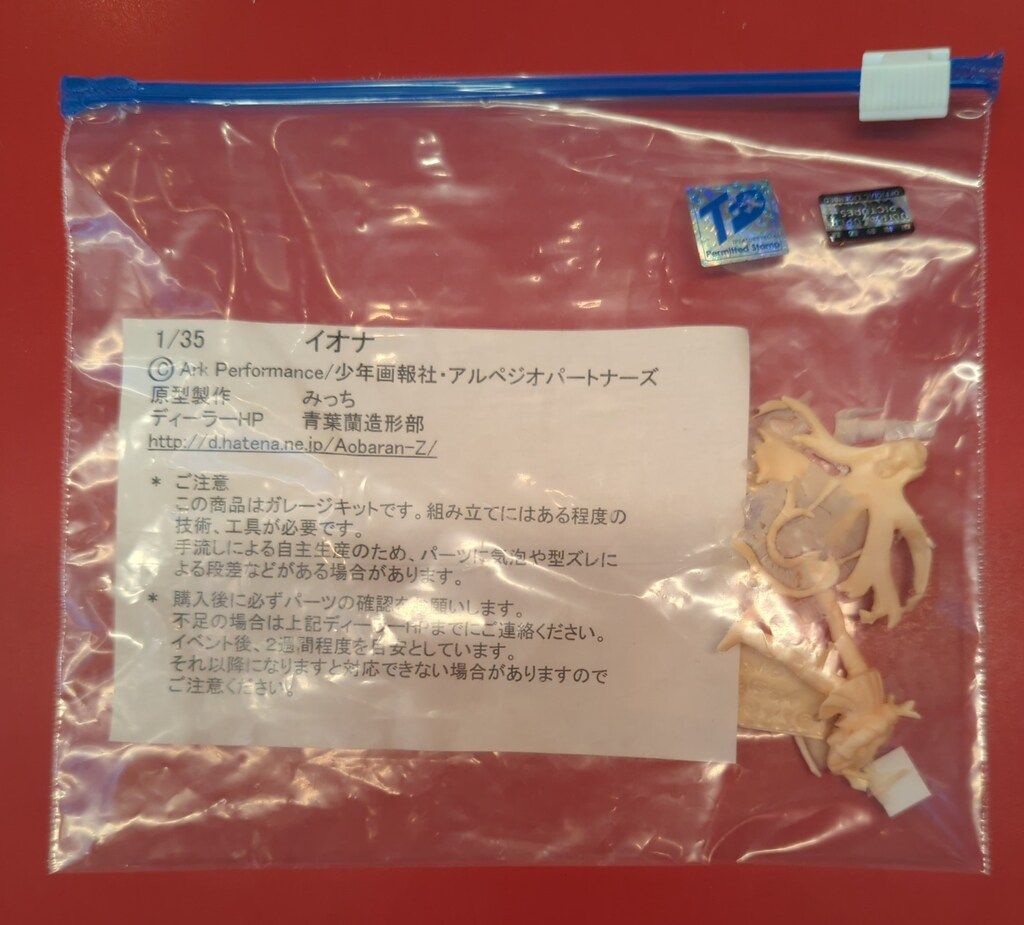 TD
Permitted Stamp
1/35 イオナ
©Ark Performance/少年画報社・アルペジオパートナーズ
原型製作 みっち
ディーラーHP 青葉蘭造形部
http://d.hatena.ne.jp/Aobaran-Z/
* ご注意
この商品はガレージキットです。組み立てにはある程度の
技術、工具が必要です。
手流しによる自主生産のため、パーツに気泡や型ズレに
よる段差などがある場合があります。
* 購入後に必ずパーツの確認をお願いします。
不足の場合は上記ディーラーHPまでにご連絡ください。
イベント後、2週間程度を目安としています。
それ以降になりますと対応できない場合がありますので
ご注意ください。